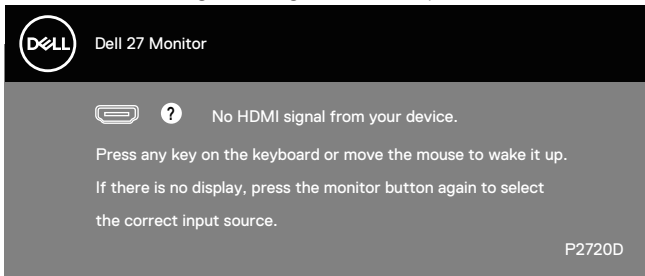 DELL
Dell 27 Monitor
? No HDMI signal from your device.
Press any key on the keyboard or move the mouse to wake it up.
If there is no display, press the monitor button again to select
the correct input source.
P2720D